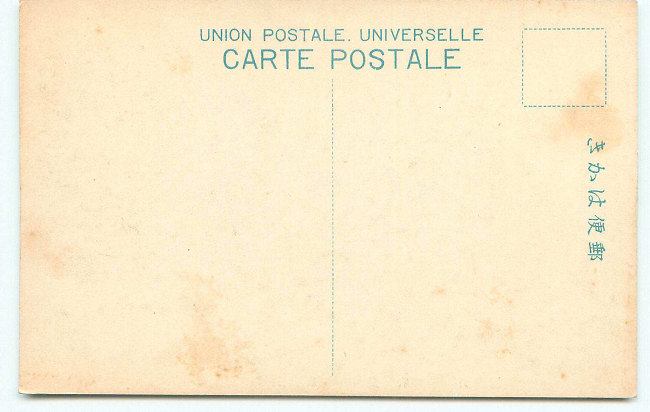 UNION POSTALE. UNIVERSELLE
CARTE POSTALE
郵便はかき